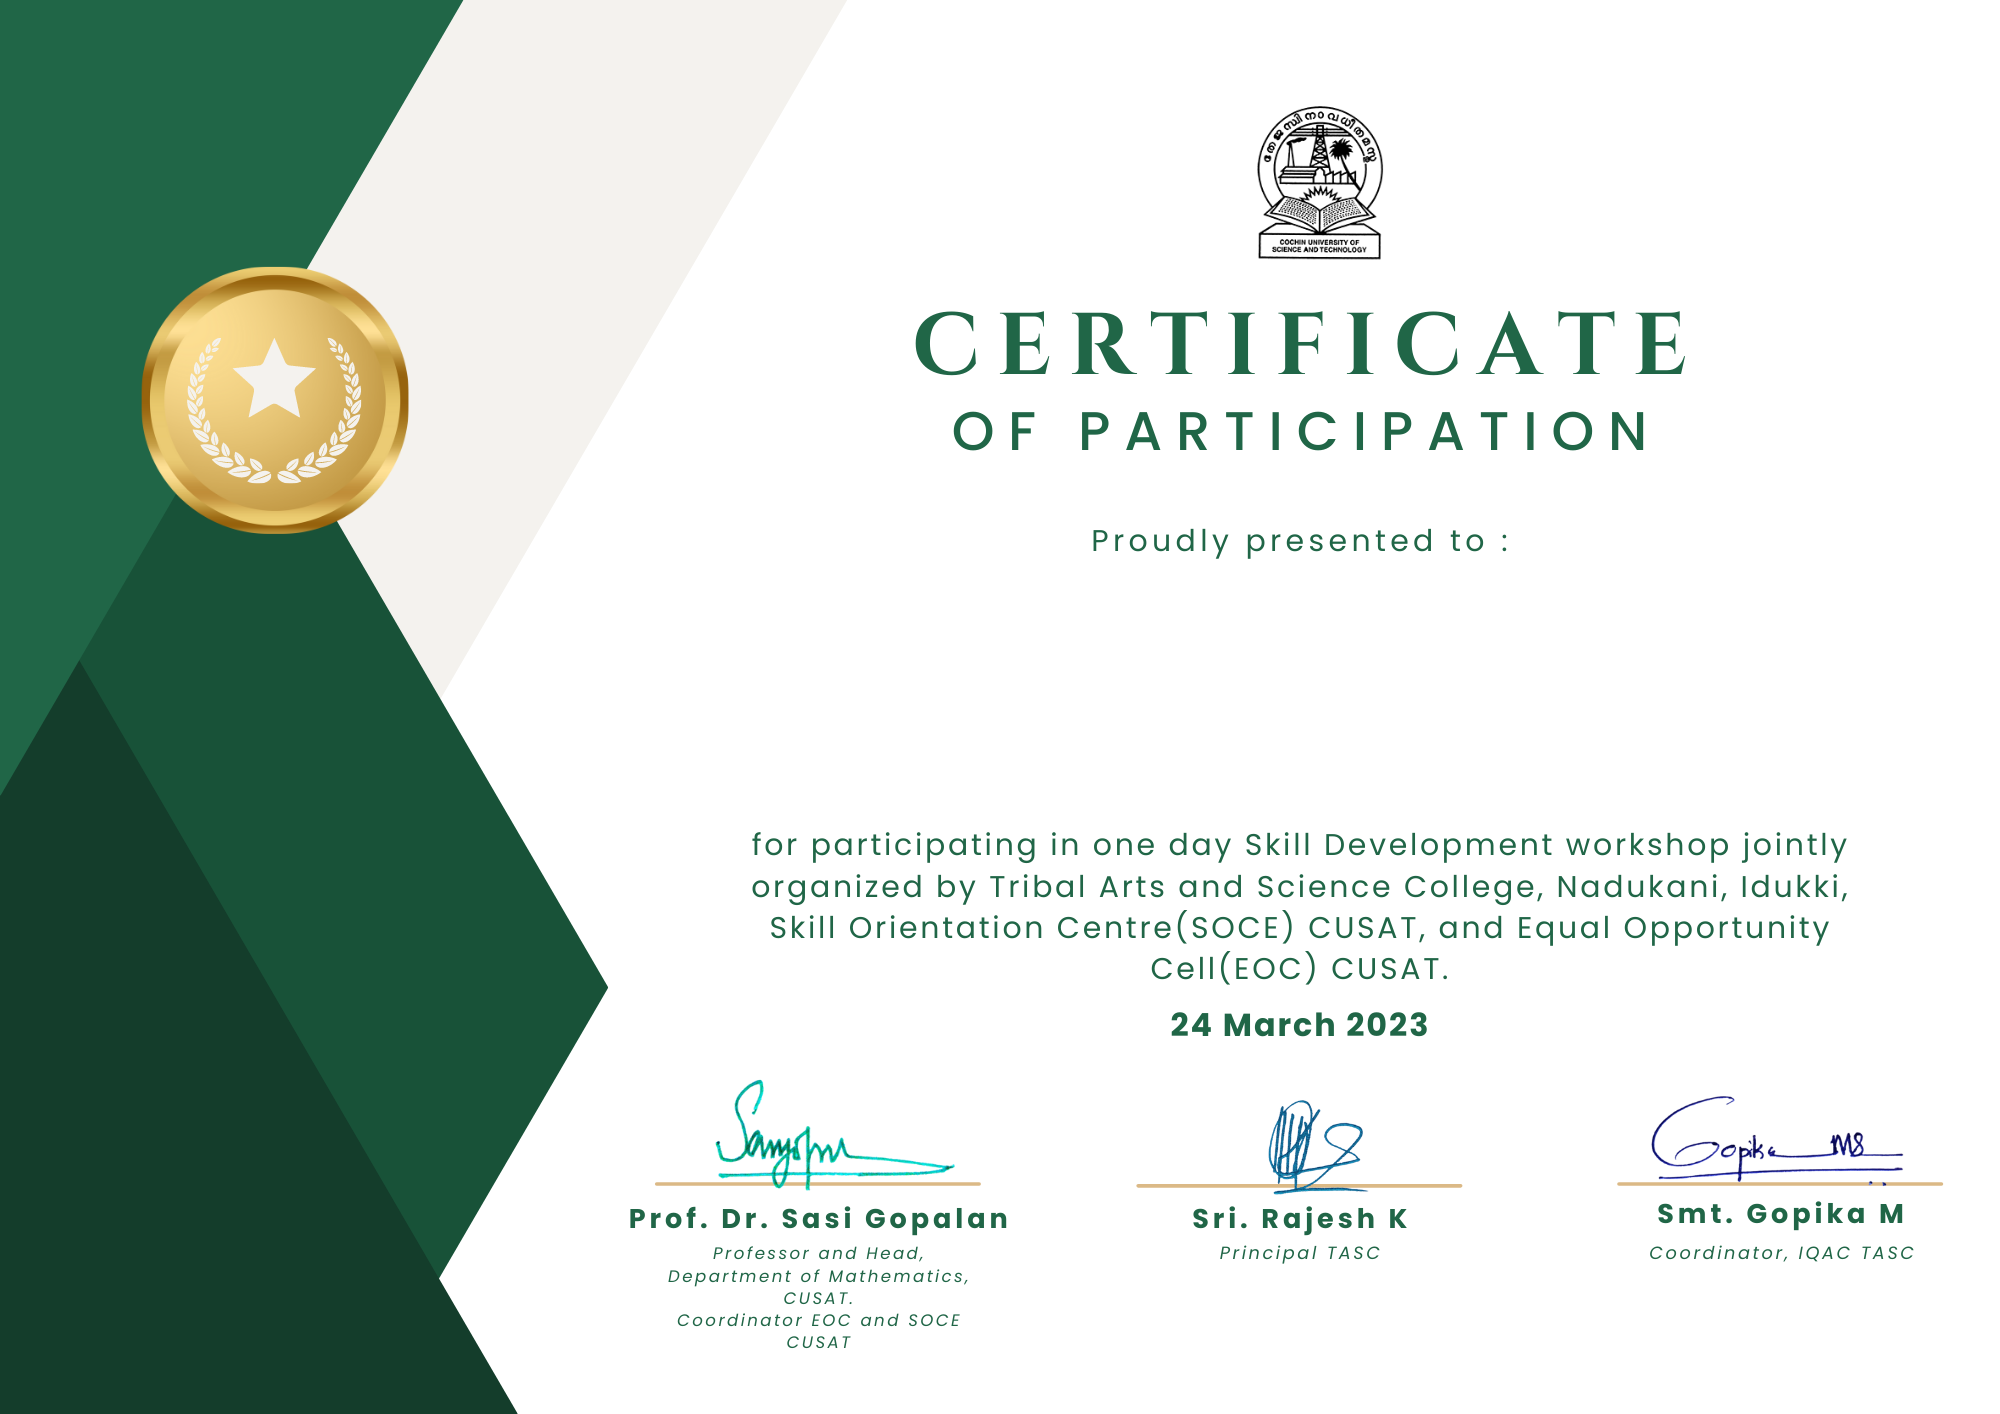 തേജസ്വിനാവധീതമസ്തു
COCHIN UNIVERSITY OF
SCIENCE AND TECHNOLOGY
CERTIFICATE
OF PARTICIPATION
Proudly presented to :
for participating in one day Skill Development workshop jointly
organized by Tribal Arts and Science College, Nadukani, Idukki,
Skill Orientation Centre(SOCE) CUSAT, and Equal Opportunity
Cell(EOC) CUSAT.
24 March 2023
Gopika MS
Prof. Dr. Sasi Gopalan
Professor and Head,
Department of Mathematics,
CUSAT.
Coordinator EOC and SOCE
CUSAT
Sri. Rajesh K
Principal TASC
Smt. Gopika M
Coordinator, IQAC TASC